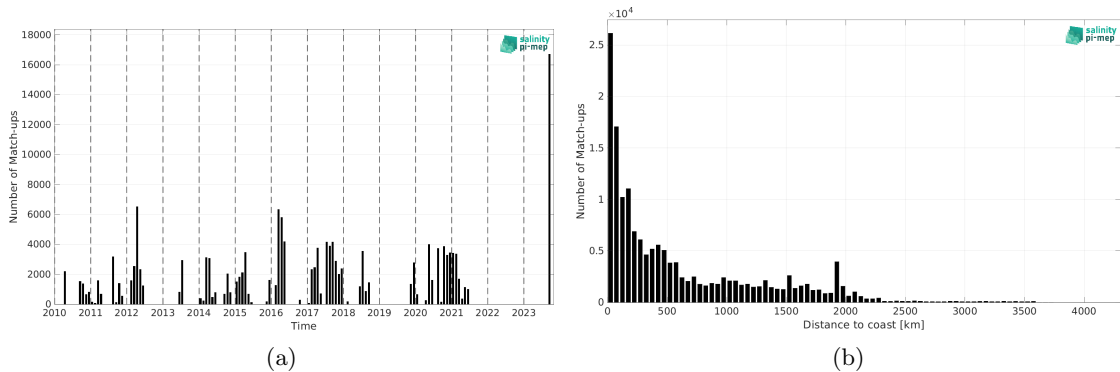 ×10⁴
18000
16000
14000
12000
10000
8000
6000
4000
2000
0
Number of Match-ups
2010 2011 2012 2013 2014 2015 2016 2017 2018 2019 2020 2021 2022 2023
Time
salinity
pi-mep
(a)
2.5
2
1.5
1
0.5
0
Number of Match-ups
0 500 1000 1500 2000 2500 3000 3500 4000
Distance to coast [km]
salinity
pi-mep
(b)